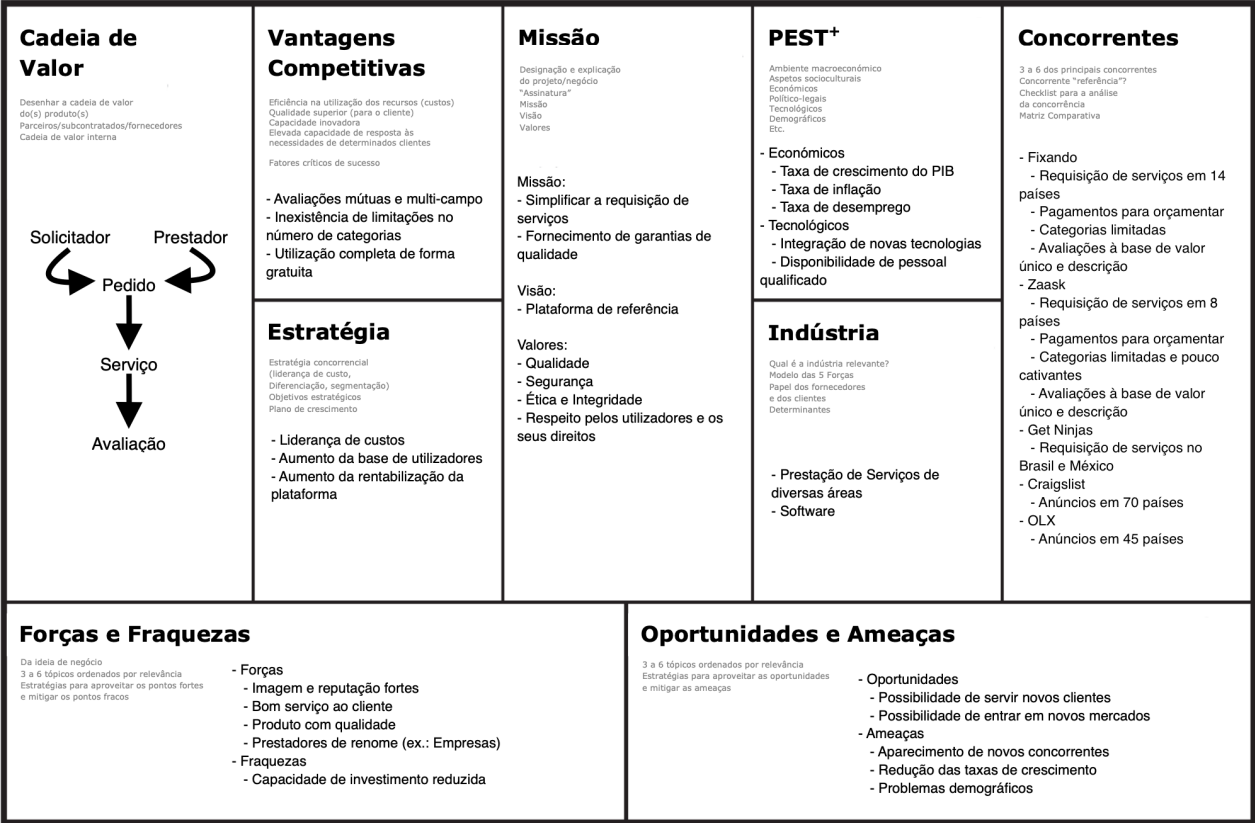 Cadeia de
Valor
Desenhar a cadeia de valor
do(s) produto(s)
Parceiros/subcontratados/fornecedores
Cadeia de valor interna
Solicitador
Prestador
Pedido
Serviço
Avaliação
Vantagens
Competitivas
Eficiência na utilização dos recursos (custos)
Qualidade superior (para o cliente)
Capacidade inovadora
Elevada capacidade de resposta às
necessidades de determinados clientes
Fatores críticos de sucesso
- Avaliações mútuas e multi-campo
- Inexistência de limitações no
número de categorias
- Utilização completa de forma
gratuita
Estratégia
Estratégia concorrencial
(liderança de custo,
Diferenciação, segmentação)
Objetivos estratégicos
Plano de crescimento
- Liderança de custos
- Aumento da base de utilizadores
- Aumento da rentabilização da
plataforma
Missão
Designação e explicação
do projeto/negócio
“Assinatura”
Missão
Visão
Valores
Missão:
- Simplificar a requisição de
serviços
- Fornecimento de garantias de
qualidade
Visão:
- Plataforma de referência
Valores:
- Qualidade
- Segurança
- Ética e Integridade
- Respeito pelos utilizadores e os
seus direitos
PEST+
Ambiente macroeconómico
Aspetos socioculturais
Económicos
Político-legais
Tecnológicos
Demográficos
Etc.
- Económicos
- Taxa de crescimento do PIB
- Taxa de inflação
- Taxa de desemprego
- Tecnológicos
- Integração de novas tecnologias
- Disponibilidade de pessoal
qualificado
Indústria
Qual é a indústria relevante?
Modelo das 5 Forças
Papel dos fornecedores
e dos clientes
Determinantes
- Prestação de Serviços de
diversas áreas
- Software
Concorrentes
3 a 6 dos principais concorrentes
Concorrente “referência”?
Checklist para a análise
da concorrência
Matriz Comparativa
- Fixando
- Requisição de serviços em 14
países
- Pagamentos para orçamentar
- Categorias limitadas
- Avaliações à base de valor
único e descrição
- Zaask
- Requisição de serviços em 8
países
- Pagamentos para orçamentar
- Categorias limitadas e pouco
cativantes
- Avaliações à base de valor
único e descrição
- Get Ninjas
- Requisição de serviços no
Brasil e México
- Craigslist
- Anúncios em 70 países
- OLX
- Anúncios em 45 países
Forças e Fraquezas
Da ideia de negócio
3 a 6 tópicos ordenados por relevância
Estratégias para aproveitar os pontos fortes
e mitigar os pontos fracos
- Forças
- Imagem e reputação fortes
- Bom serviço ao cliente
- Produto com qualidade
- Prestadores de renome (ex.: Empresas)
- Fraquezas
- Capacidade de investimento reduzida
Oportunidades e Ameaças
3 a 6 tópicos ordenados por relevância
Estratégias para aproveitar as oportunidades
e mitigar as ameaças
- Oportunidades
- Possibilidade de servir novos clientes
- Possibilidade de entrar em novos mercados
- Ameaças
- Aparecimento de novos concorrentes
- Redução das taxas de crescimento
- Problemas demográficos